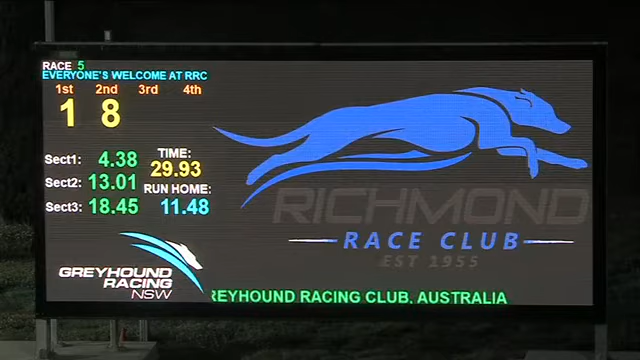 RACE 5
EVERYONE'S WELCOME AT RRC
1st 2nd 3rd 4th
1 8
Sect1: 4.38
Sect2: 13.01
Sect3: 18.45
TIME:
29.93
RUN HOME:
11.48
RICHMOND
RACE CLUB
EST 1955
GREYHOUND
RACING
NSW
REYHOUND RACING CLUB. AUSTRALIA